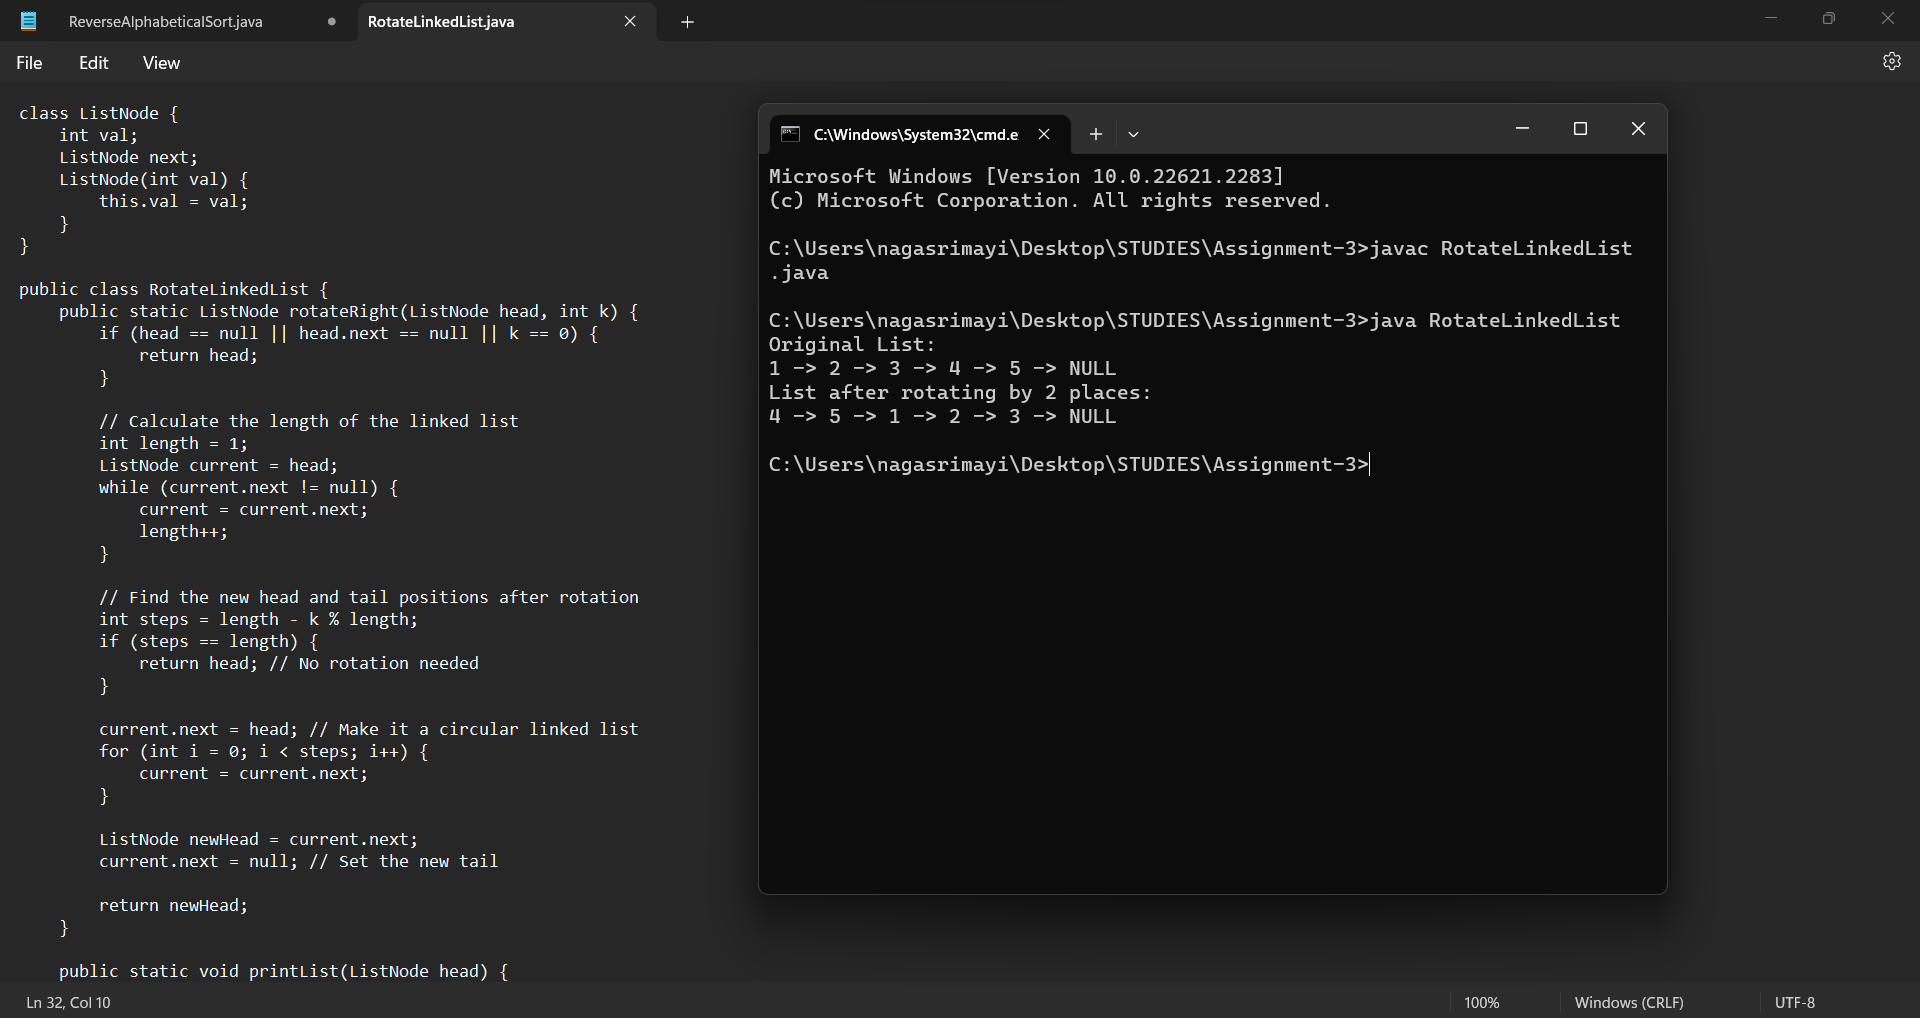 ReverseAlphabeticalSort.java
RotateLinkedList.java
File Edit View
class ListNode {
    int val;
    ListNode next;
    ListNode(int val) {
        this.val = val;
    }
}
public class RotateLinkedList {
    public static ListNode rotateRight(ListNode head, int k) {
        if (head == null || head.next == null || k == 0) {
            return head;
        }
        // Calculate the length of the linked list
        int length = 1;
        ListNode current = head;
        while (current.next != null) {
            current = current.next;
            length++;
        }
        // Find the new head and tail positions after rotation
        int steps = length - k % length;
        if (steps == length) {
            return head; // No rotation needed
        }
        current.next = head; // Make it a circular linked list
        for (int i = 0; i < steps; i++) {
            current = current.next;
        }
        ListNode newHead = current.next;
        current.next = null; // Set the new tail
        return newHead;
    }
    public static void printList(ListNode head) {
C:\Windows\System32\cmd.e
Microsoft Windows [Version 10.0.22621.2283]
(c) Microsoft Corporation. All rights reserved.
C:\Users\nagasrimayi\Desktop\STUDIES\Assignment-3>javac RotateLinkedList
.java
C:\Users\nagasrimayi\Desktop\STUDIES\Assignment-3>java RotateLinkedList
Original List:
1 -> 2 -> 3 -> 4 -> 5 -> NULL
List after rotating by 2 places:
4 -> 5 -> 1 -> 2 -> 3 -> NULL
C:\Users\nagasrimayi\Desktop\STUDIES\Assignment-3>
Ln 32, Col 10
100%
Windows (CRLF)
UTF-8